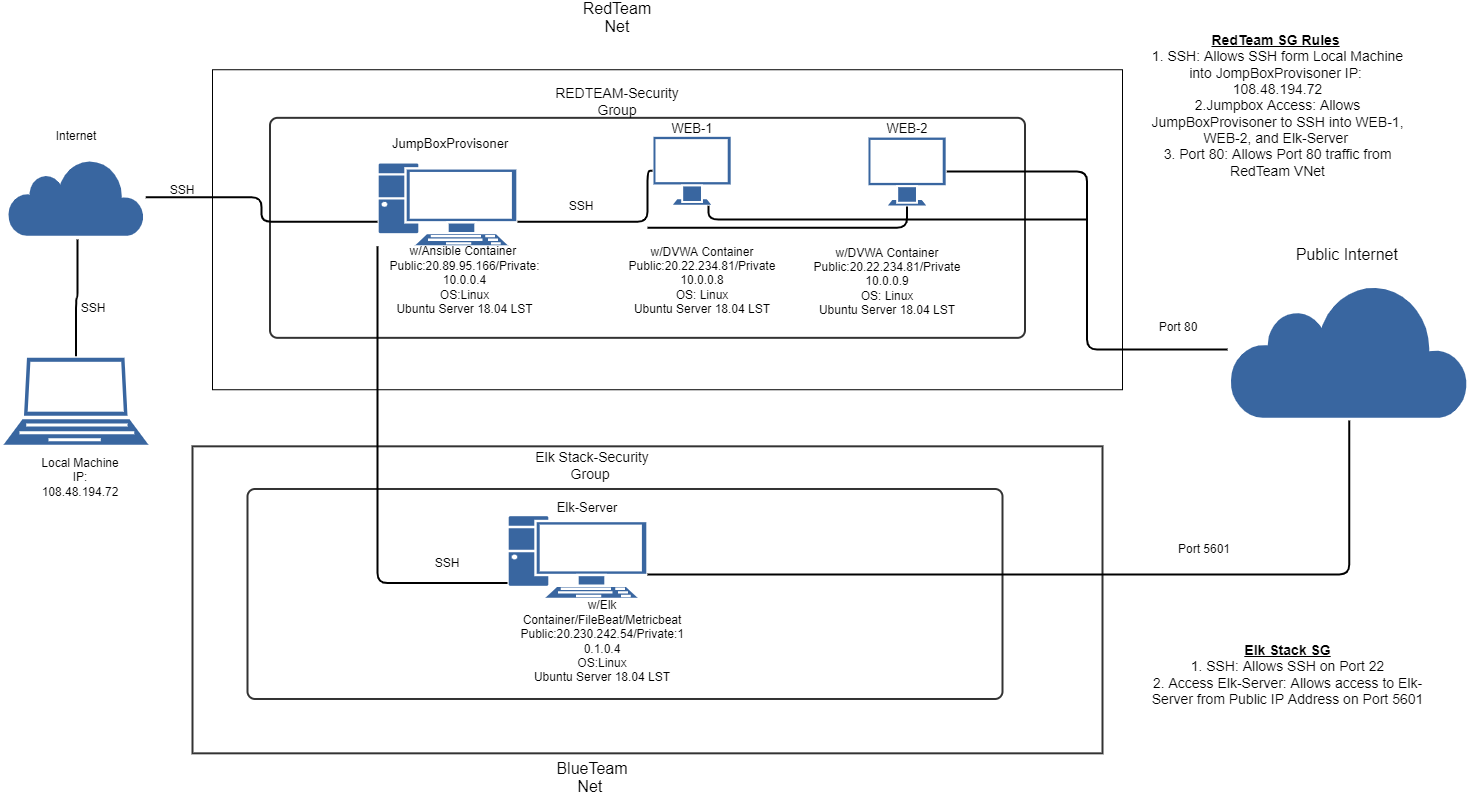 RedTeam
Net
RedTeam SG Rules
1. SSH: Allows SSH form Local Machine
into JompBoxProvisoner IP:
108.48.194.72
2.Jumpbox Access: Allows
JumpBoxProvisoner to SSH into WEB-1,
WEB-2, and Elk-Server
3. Port 80: Allows Port 80 traffic from
RedTeam VNet
REDTEAM-Security
Group
Internet
JumpBoxProvisoner
WEB-1
WEB-2
SSH
SSH
w/Ansible Container
Public:20.89.95.166/Private:
10.0.0.4
OS:Linux
Ubuntu Server 18.04 LST
w/DVWA Container
Public:20.22.234.81/Private
10.0.0.8
OS: Linux
Ubuntu Server 18.04 LST
w/DVWA Container
Public:20.22.234.81/Private
10.0.0.9
OS: Linux
Ubuntu Server 18.04 LST
Public Internet
SSH
Port 80
Local Machine
IP:
108.48.194.72
Elk Stack-Security
Group
Elk-Server
SSH
Port 5601
w/Elk
Container/FileBeat/Metricbeat
Public:20.230.242.54/Private:1
0.1.0.4
OS:Linux
Ubuntu Server 18.04 LST
Elk Stack SG
1. SSH: Allows SSH on Port 22
2. Access Elk-Server: Allows access to Elk-
Server from Public IP Address on Port 5601
BlueTeam
Net